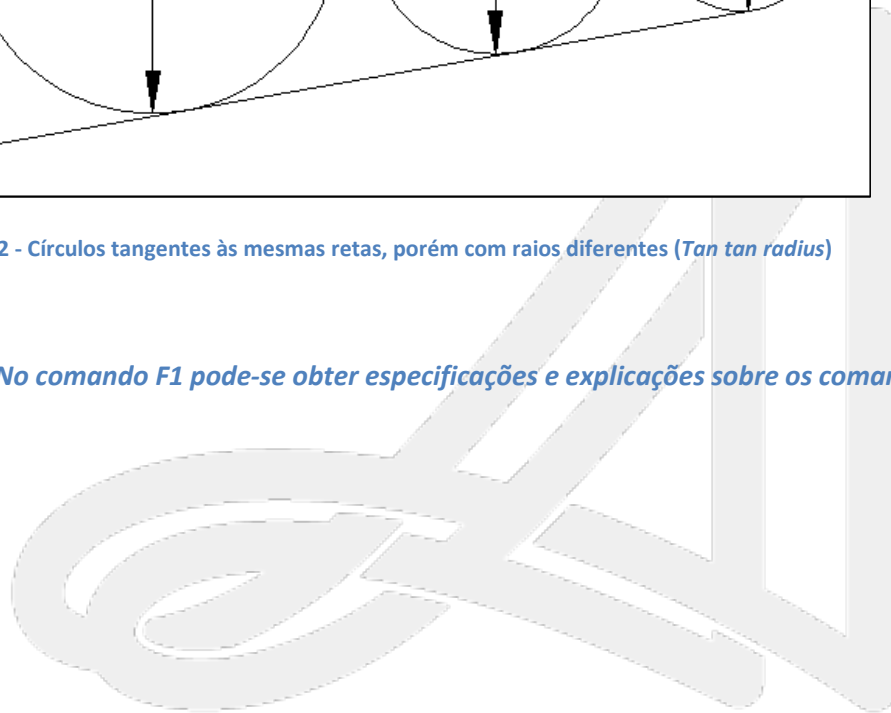 2 - Círculos tangentes às mesmas retas, porém com raios diferentes (Tan tan radius)
No comando F1 pode-se obter especificações e explicações sobre os